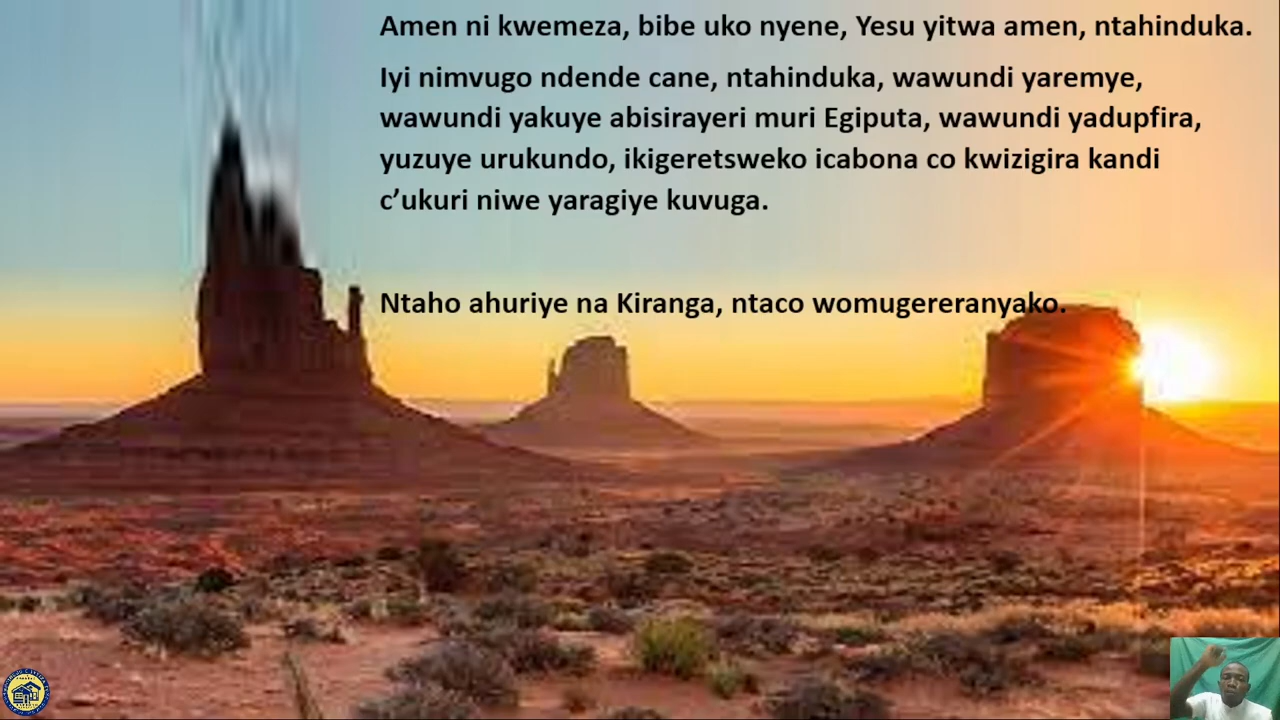 Amen ni kwemeza, bibe uko nyene, Yesu yitwa amen, ntahinduka.
Iyi nimvugo ndende cane, ntahinduka, wawundi yaremye,
wawundi yakuye abisirayeri muri Egiputa, wawundi yadupfira,
yuzuye urukundo, ikigeretsweko icabona co kwizigira kandi
c’ukuri niwe yaragiye kuvuga.
Ntaho ahuriye na Kiranga, ntaco womugereranyako.